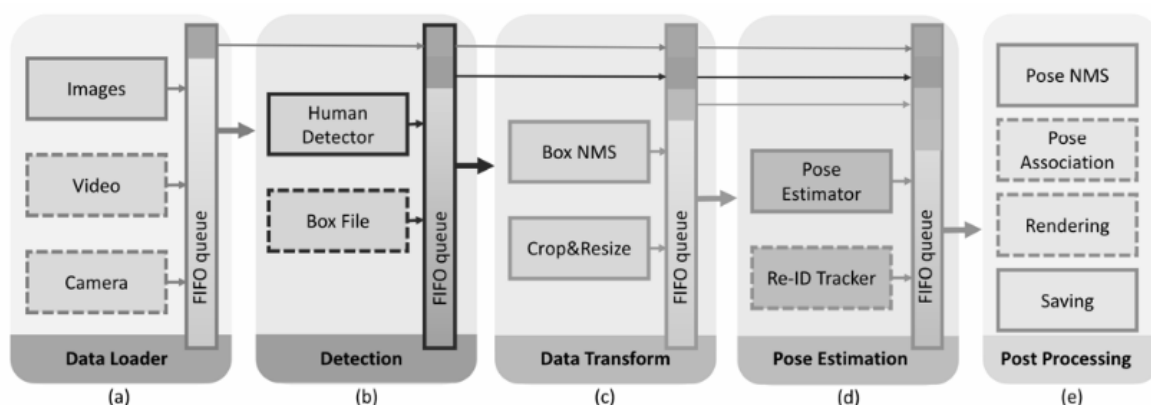 Images
Video
Camera
FIFO queue
Data Loader
(a)
Human
Detector
Box File
FIFO queue
Detection
(b)
Box NMS
Crop&Resize
FIFO queue
Data Transform
(c)
Pose
Estimator
Re-ID Tracker
FIFO queue
Pose Estimation
(d)
Pose NMS
Pose
Association
Rendering
Saving
Post Processing
(e)